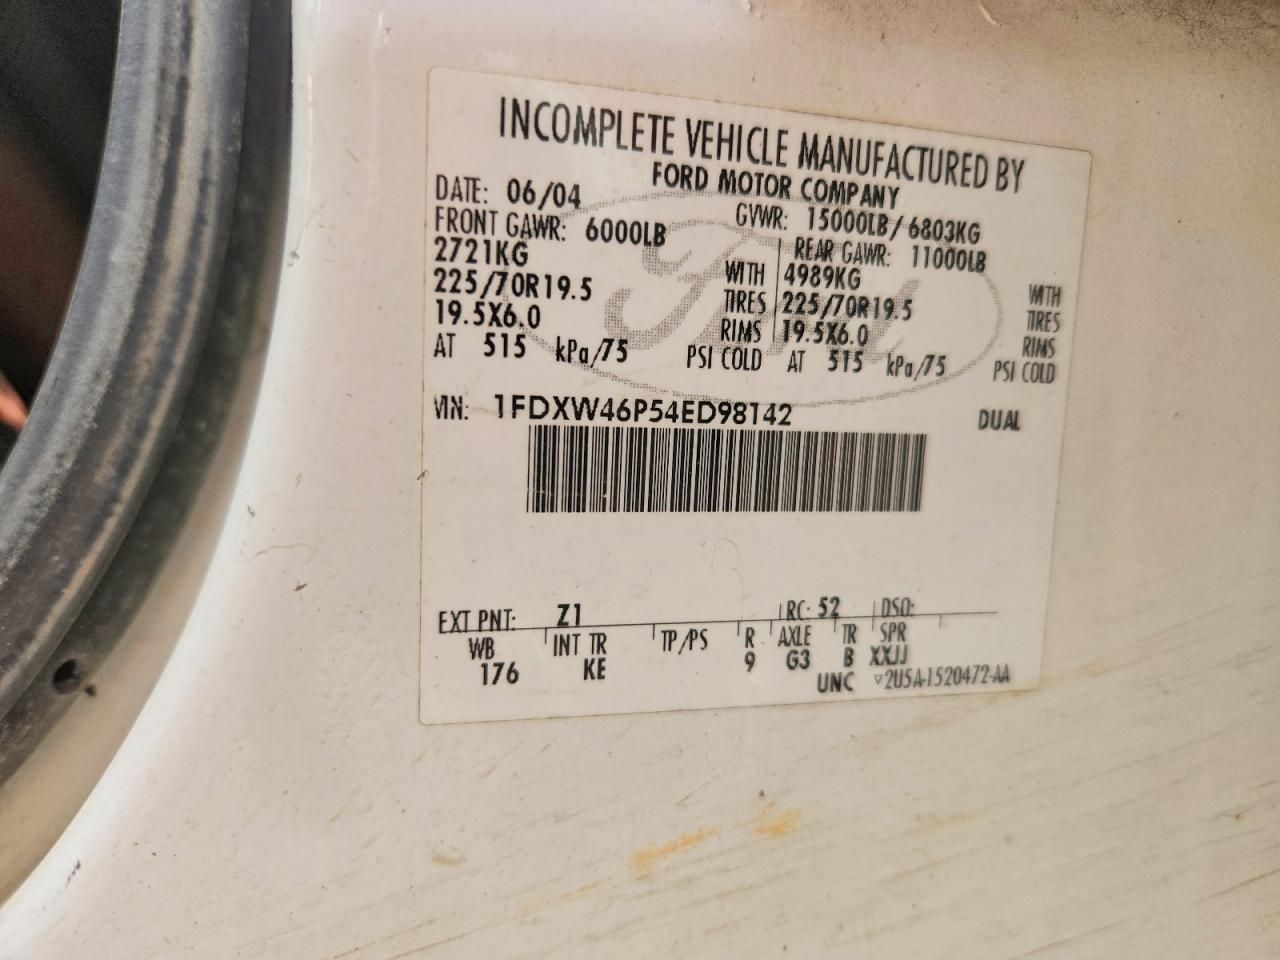 INCOMPLETE VEHICLE MANUFACTURED BY
FORD MOTOR COMPANY
DATE: 06/04 GVWR: 15000LB / 6803KG
FRONT GAWR: 6000LB REAR GAWR: 11000LB
2721KG WITH 4989KG WITH
225/70R19.5 TIRES 225/70R19.5 TIRES
19.5X6.0 RIMS 19.5X6.0 RIMS
AT 515 kPa/75 PSI COLD AT 515 kPa/75 PSI COLD
VIN: 1FDXW46P54ED98142 DUAL
EXT PNT: Z1 RC: 52 DSO:
WB INT TR TP/PS R AXLE TR SPR
176 KE 9 G3 B XXJJ
UNC ▽2U5A-1520472-AA
Ford